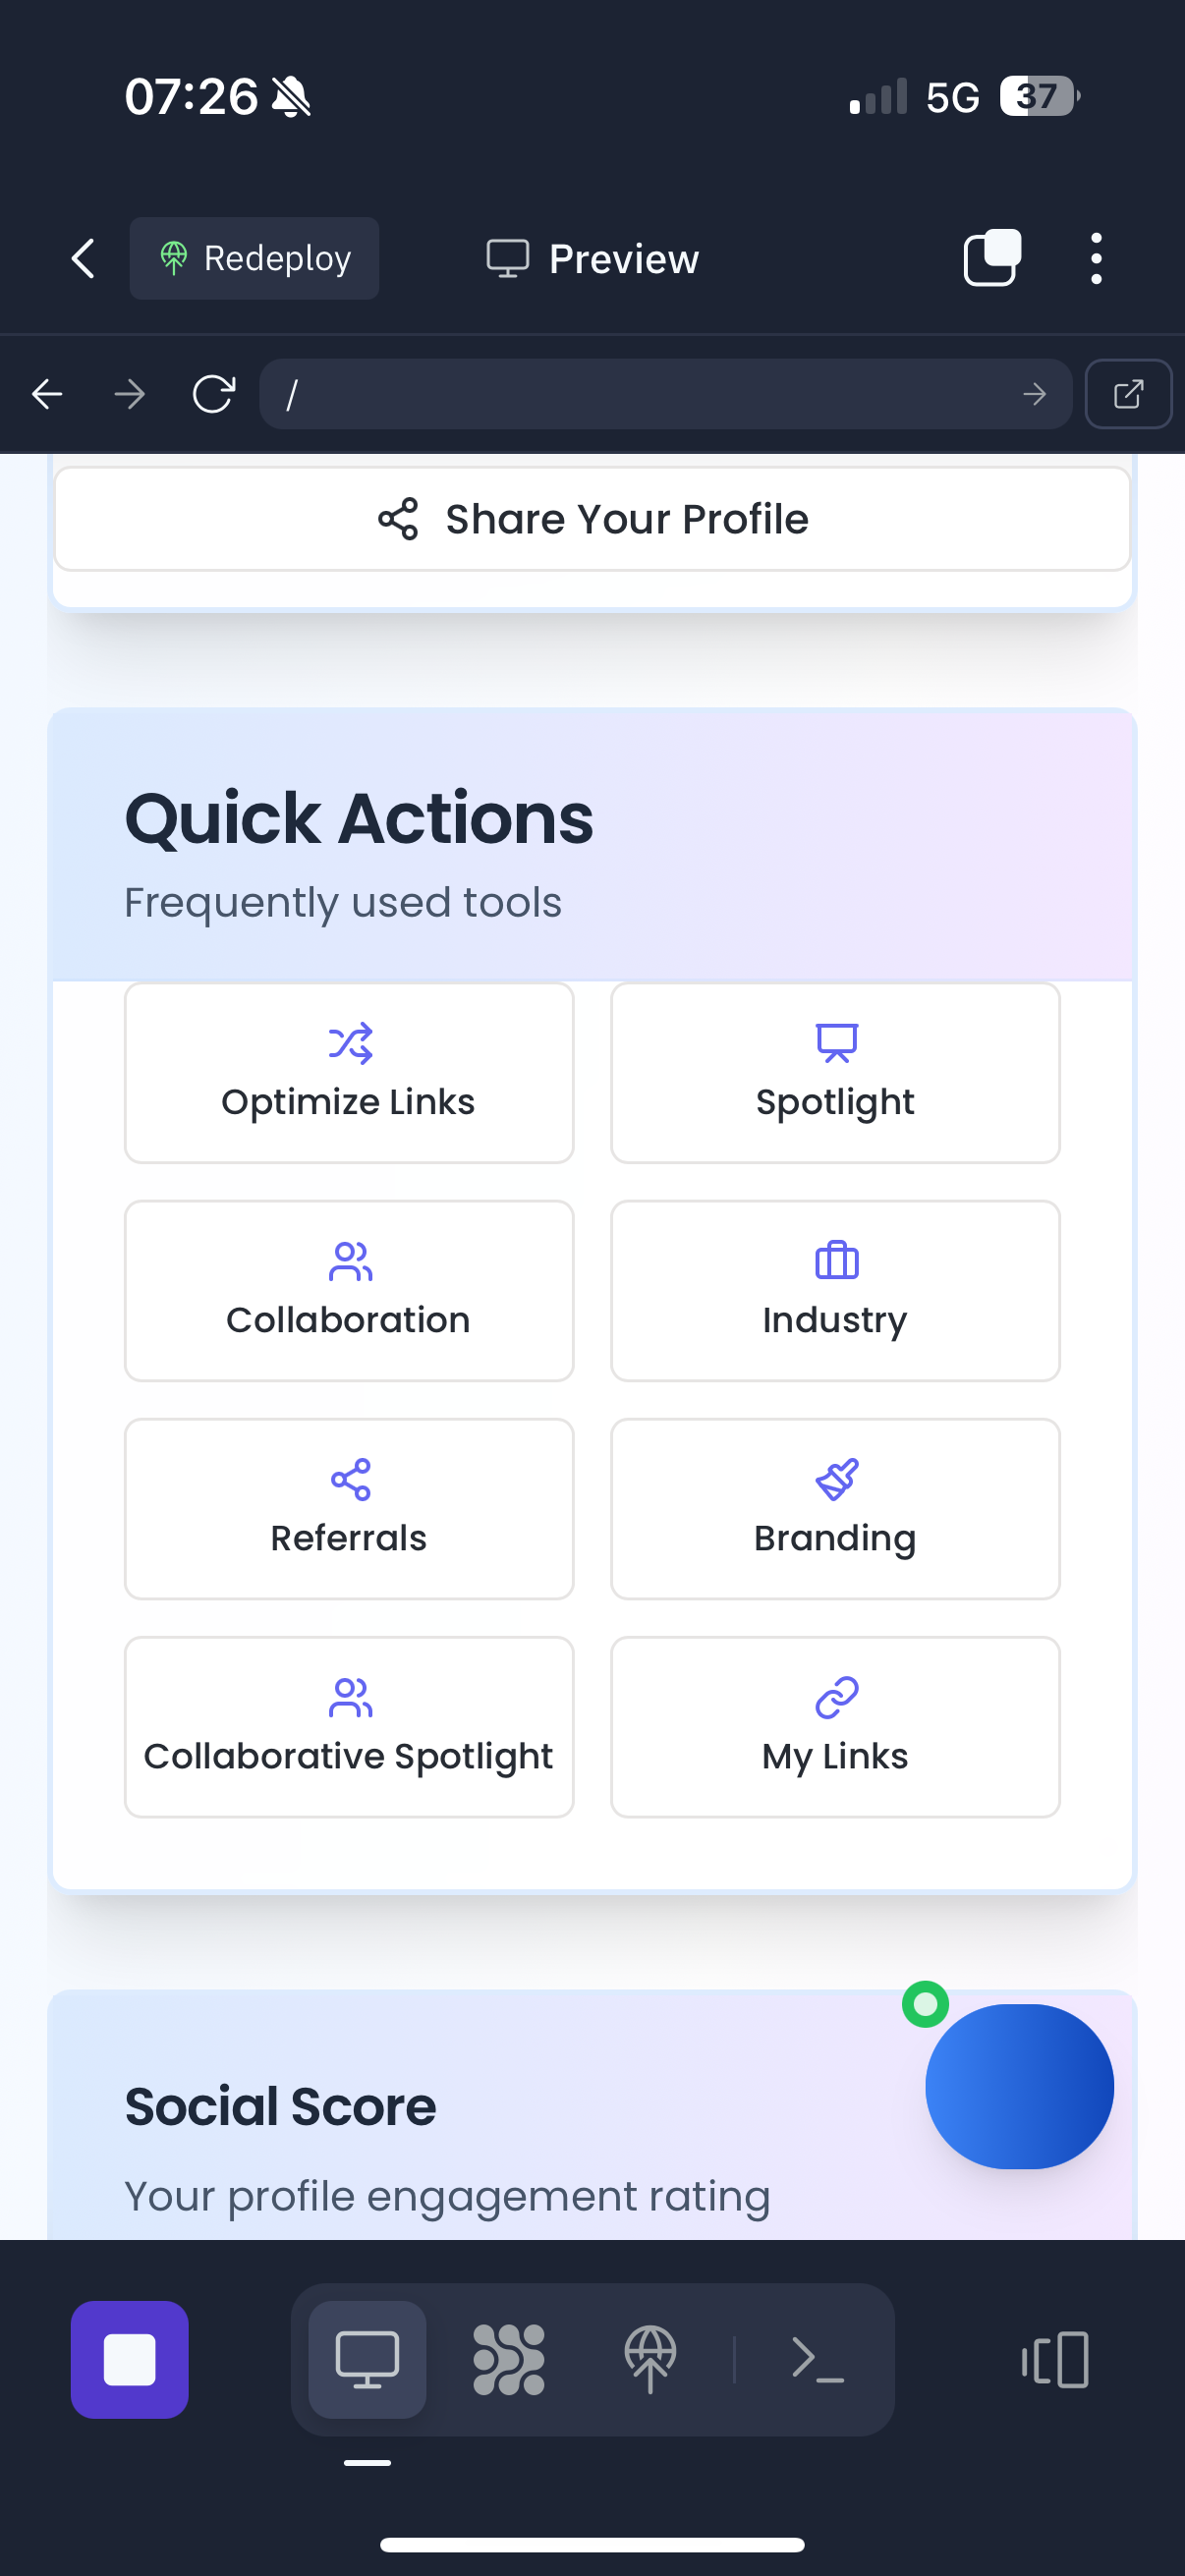 07:26
5G
37
Redeploy
Preview
/
Share Your Profile
Quick Actions
Frequently used tools
Optimize Links
Spotlight
Collaboration
Industry
Referrals
Branding
Collaborative Spotlight
My Links
Social Score
Your profile engagement rating